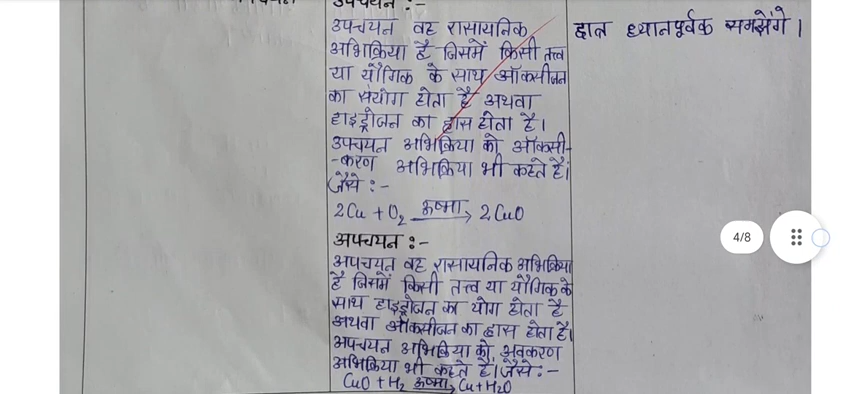 उपचयन :-
उपचयन वह रासायनिक
अभिक्रिया है जिसमें किसी तत्व
या यौगिक के साथ ऑक्सीजन
का संयोग होता है अथवा
हाइड्रोजन का ह्रास होता है।
उपचयन अभिक्रिया को ऑक्सी-
-करण अभिक्रिया भी कहते हैं।
जैसे :-
2Cu + O₂ ऊष्मा→ 2CuO
अपचयन :-
अपचयन वह रासायनिक अभिक्रिया
है जिसमें किसी तत्व या यौगिक के
साथ हाइड्रोजन का योग होता है
अथवा ऑक्सीजन का ह्रास होता है।
अपचयन अभिक्रिया को अवकरण
अभिक्रिया भी कहते हैं। जैसे :-
CuO + H₂ ऊष्मा→ Cu + H₂O
छात्र ध्यानपूर्वक समझेंगे।
4/8